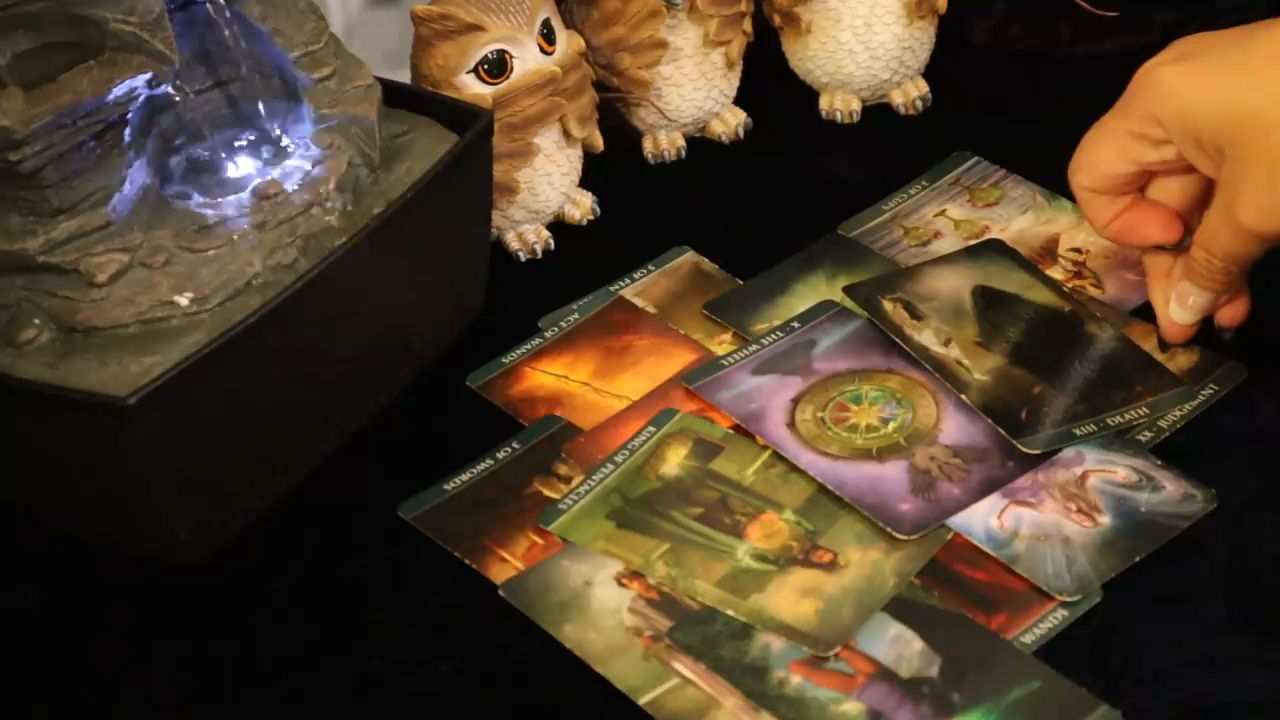 3 OF CUPS
5 OF PEN
ACE OF WANDS
X · THE WHEEL
XIII · DEATH
XX · JUDGEMENT
3 OF SWORDS
KING OF PENTACLES
WANDS